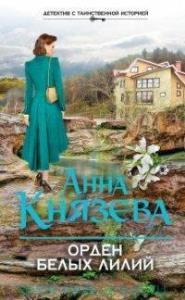 ДЕТЕКТИВ С ТАИНСТВЕННОЙ ИСТОРИЕЙ
Анна
Князева
ОРДЕН
БЕЛЫХ ЛИЛИЙ